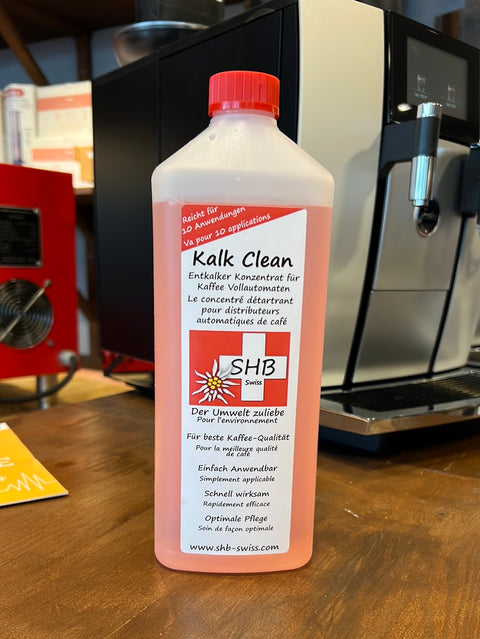 Reicht für
10 Anwendungen
Va pour 10 applications
Kalk Clean
Entkalker Konzentrat für
Kaffee Vollautomaten
Le concentré détartrant
pour distributeurs
automatiques de café
SHB
Swiss
Der Umwelt zuliebe
Pour l'environnement
Für beste Kaffee-Qualität
Pour la meilleure qualité
de café
Einfach Anwendbar
Simplement applicable
Schnell wirksam
Rapidement efficace
Optimale Pflege
Soin de façon optimale
www.shb-swiss.com